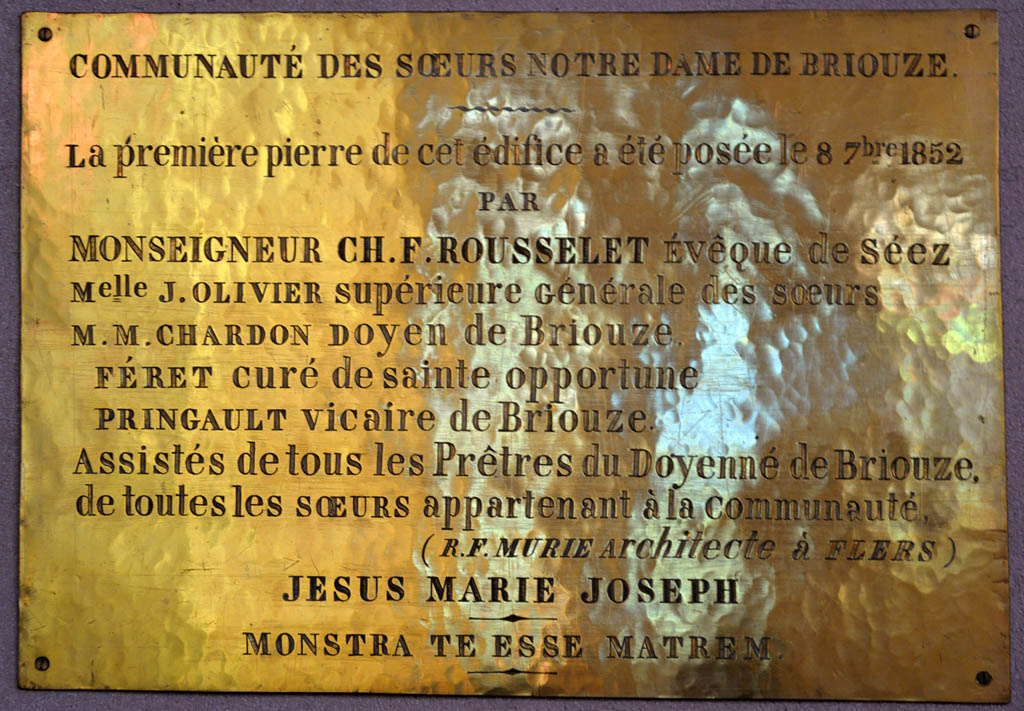 COMMUNAUTÉ DES SŒURS NOTRE DAME DE BRIOUZE.
La première pierre de cet édifice a été posée le 8 7bre 1852
PAR
MONSEIGNEUR CH. F. ROUSSELET ÉVÊQUE de Séez
Melle J. OLIVIER supérieure Générale des sœurs
M. M. CHARDON Doyen de Briouze.
FÉRET curé de sainte opportune
PRINGAULT vicaire de Briouze.
Assistés de tous les Prêtres du Doyenné de Briouze,
de toutes les SŒURS appartenant à la Communauté.
(R. F. MURIE Architecte à FLERS)
JESUS MARIE JOSEPH
MONSTRA TE ESSE MATREM.